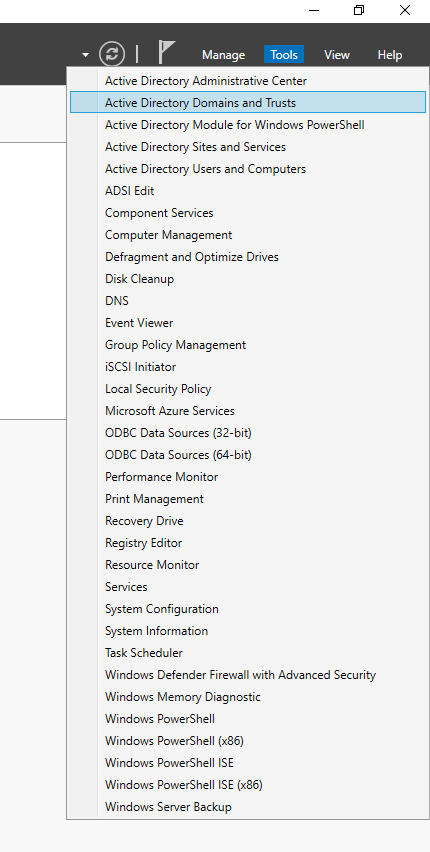 Manage Tools View Help
Active Directory Administrative Center
Active Directory Domains and Trusts
Active Directory Module for Windows PowerShell
Active Directory Sites and Services
Active Directory Users and Computers
ADSI Edit
Component Services
Computer Management
Defragment and Optimize Drives
Disk Cleanup
DNS
Event Viewer
Group Policy Management
iSCSI Initiator
Local Security Policy
Microsoft Azure Services
ODBC Data Sources (32-bit)
ODBC Data Sources (64-bit)
Performance Monitor
Print Management
Recovery Drive
Registry Editor
Resource Monitor
Services
System Configuration
System Information
Task Scheduler
Windows Defender Firewall with Advanced Security
Windows Memory Diagnostic
Windows PowerShell
Windows PowerShell (x86)
Windows PowerShell ISE
Windows PowerShell ISE (x86)
Windows Server Backup